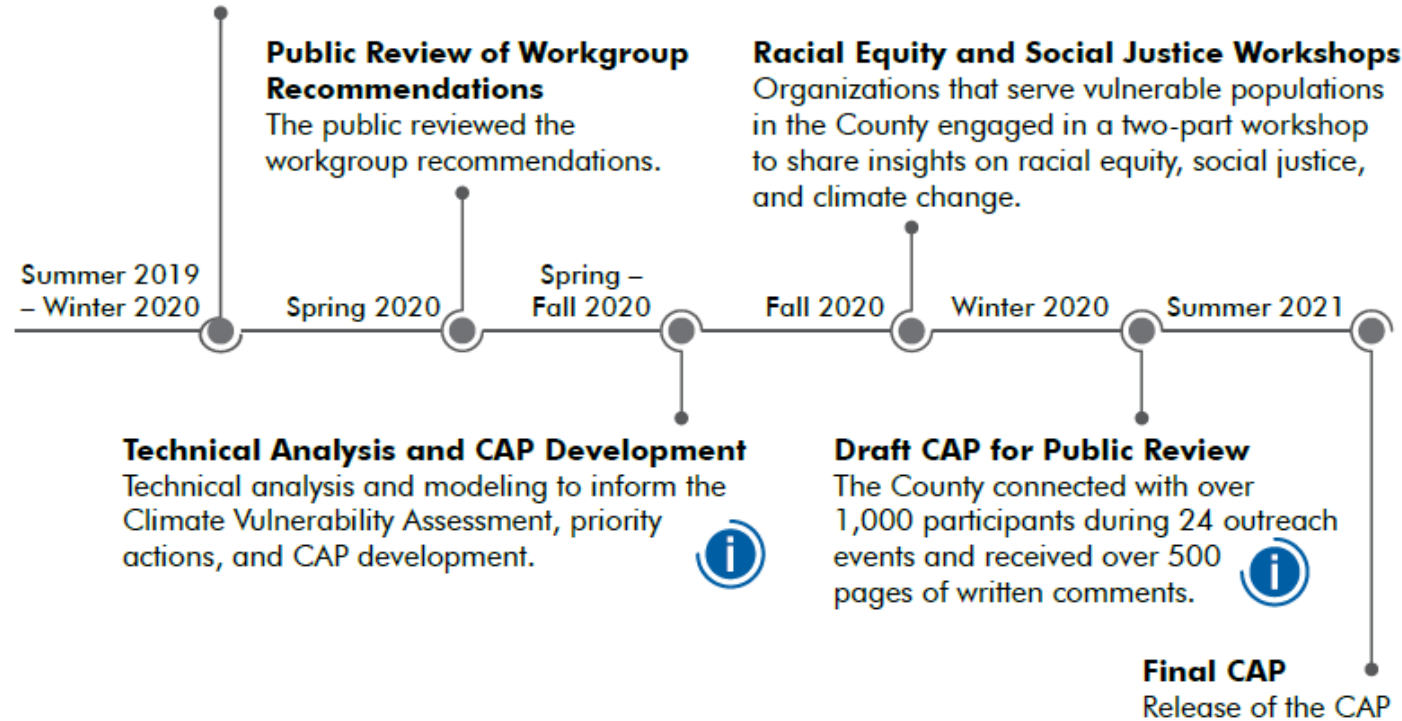 Public Review of Workgroup
Recommendations
The public reviewed the
workgroup recommendations.
Racial Equity and Social Justice Workshops
Organizations that serve vulnerable populations
in the County engaged in a two-part workshop
to share insights on racial equity, social justice,
and climate change.
Summer 2019
– Winter 2020
Spring 2020
Spring –
Fall 2020
Fall 2020
Winter 2020
Summer 2021
Technical Analysis and CAP Development
Technical analysis and modeling to inform the
Climate Vulnerability Assessment, priority
actions, and CAP development.
i
Draft CAP for Public Review
The County connected with over
1,000 participants during 24 outreach
events and received over 500
pages of written comments.
i
Final CAP
Release of the CAP